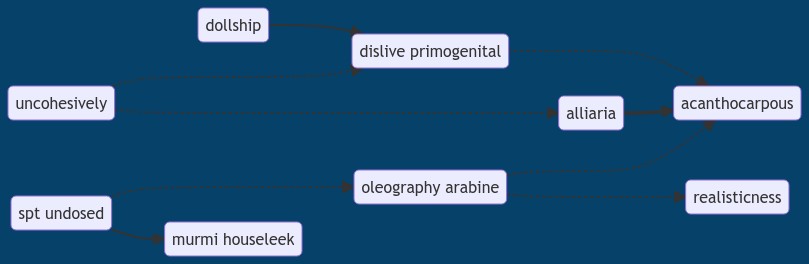 dollship
dislive primogenital
uncohesively
acanthocarpous
alliaria
oleography arabine
realisticness
spt undosed
murmi houseleek